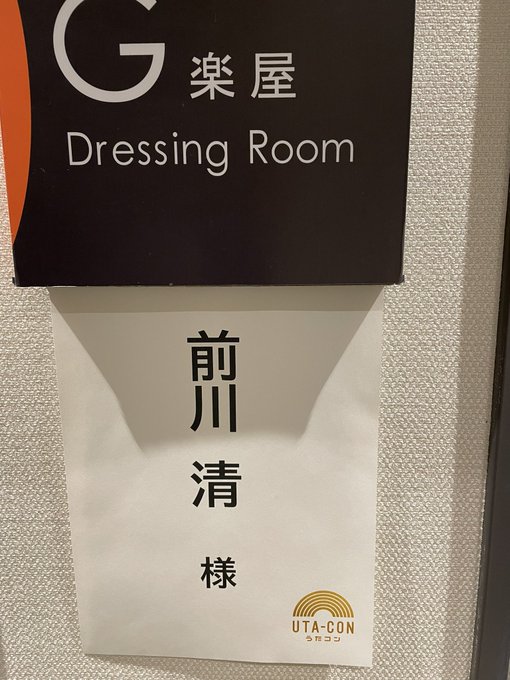 G 楽屋
Dressing Room
前川 清 様
UTA-CON
うたコン